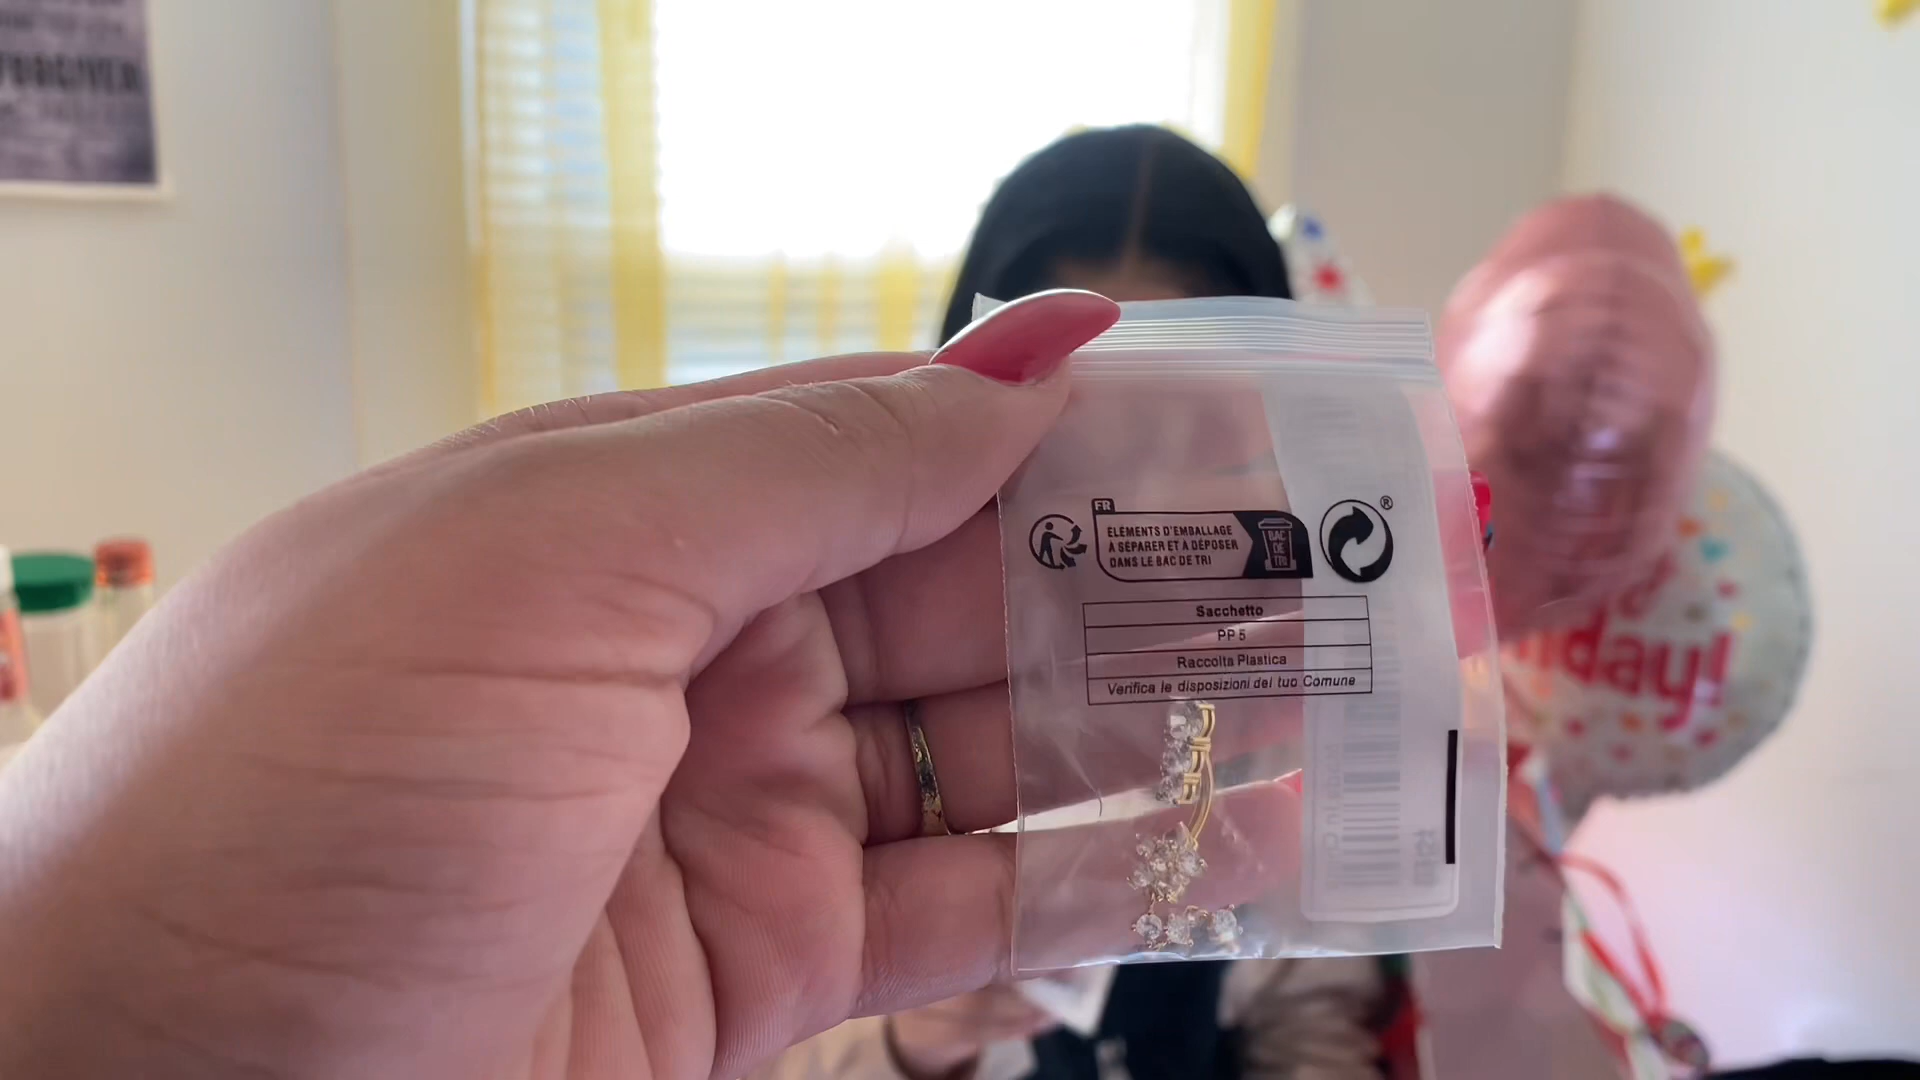 FORGIVEN
FR
ÉLÉMENTS D'EMBALLAGE
À SÉPARER ET À DÉPOSER
DANS LE BAC DE TRI
BAC
DE
TRI
®
Sacchetto
PP 5
Raccolta Plastica
Verifica le disposizioni del tuo Comune
day!